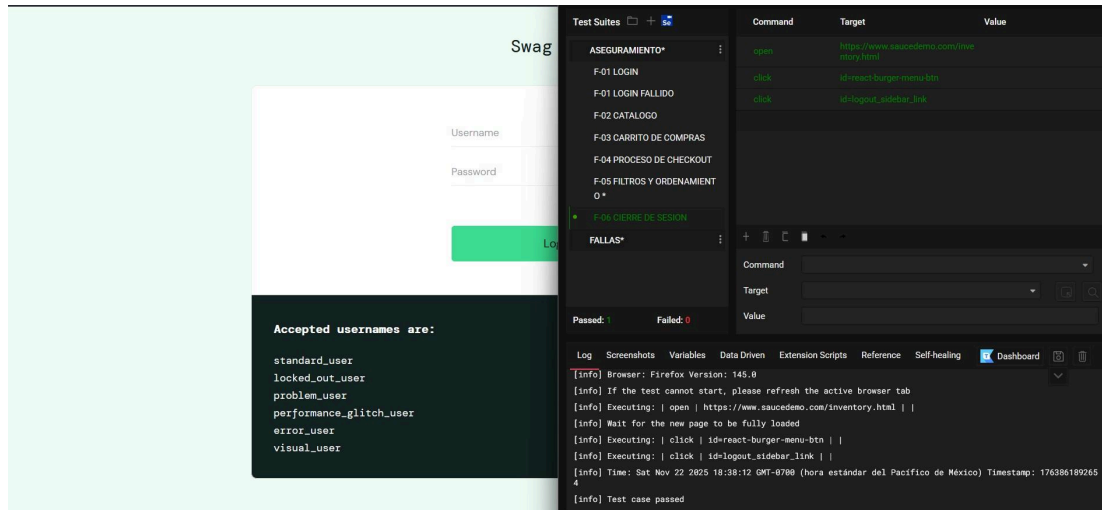 Swag
Username
Password
Lo
Accepted usernames are:
standard_user
locked_out_user
problem_user
performance_glitch_user
error_user
visual_user
Test Suites
Se
ASEGURAMIENTO*
F-01 LOGIN
F-01 LOGIN FALLIDO
F-02 CATALOGO
F-03 CARRITO DE COMPRAS
F-04 PROCESO DE CHECKOUT
F-05 FILTROS Y ORDENAMIENT
O *
F-06 CIERRE DE SESION
FALLAS*
Passed: 1 Failed: 0
Command Target Value
open https://www.saucedemo.com/inve
ntory.html
click id=react-burger-menu-btn
click id=logout_sidebar_link
Command
Target
Value
Log Screenshots Variables Data Driven Extension Scripts Reference Self-healing Dashboard
[info] Browser: Firefox Version: 145.0
[info] If the test cannot start, please refresh the active browser tab
[info] Executing: | open | https://www.saucedemo.com/inventory.html | |
[info] Wait for the new page to be fully loaded
[info] Executing: | click | id=react-burger-menu-btn | |
[info] Executing: | click | id=logout_sidebar_link | |
[info] Time: Sat Nov 22 2025 18:38:12 GMT-0700 (hora estándar del Pacífico de México) Timestamp: 176386189265
4
[info] Test case passed